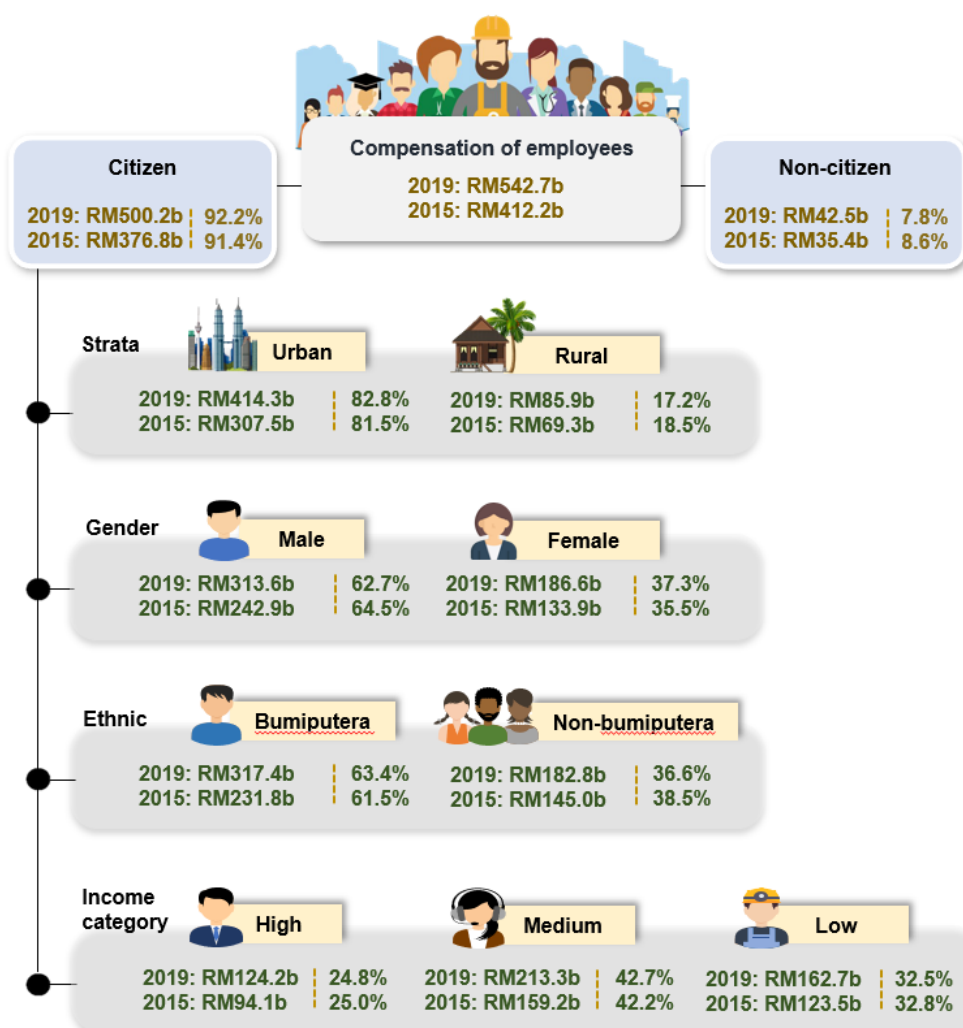 Compensation of employees
2019: RM542.7b
2015: RM412.2b
Citizen
2019: RM500.2b 92.2%
2015: RM376.8b 91.4%
Non-citizen
2019: RM42.5b 7.8%
2015: RM35.4b 8.6%
Strata
Urban
2019: RM414.3b 82.8%
2015: RM307.5b 81.5%
Rural
2019: RM85.9b 17.2%
2015: RM69.3b 18.5%
Gender
Male
2019: RM313.6b 62.7%
2015: RM242.9b 64.5%
Female
2019: RM186.6b 37.3%
2015: RM133.9b 35.5%
Ethnic
Bumiputera
2019: RM317.4b 63.4%
2015: RM231.8b 61.5%
Non-bumiputera
2019: RM182.8b 36.6%
2015: RM145.0b 38.5%
Income
category
High
2019: RM124.2b 24.8%
2015: RM94.1b 25.0%
Medium
2019: RM213.3b 42.7%
2015: RM159.2b 42.2%
Low
2019: RM162.7b 32.5%
2015: RM123.5b 32.8%